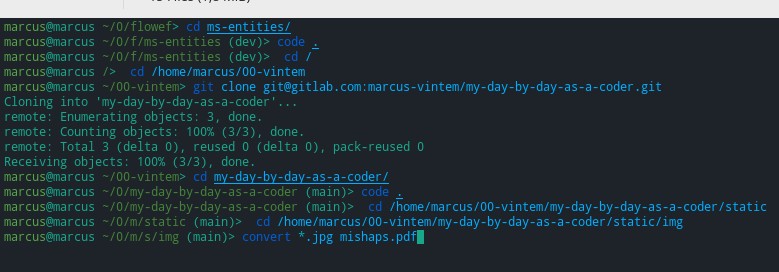 marcus@marcus ~/0/flowef> cd ms-entities/
marcus@marcus ~/0/f/ms-entities (dev)> code .
marcus@marcus ~/0/f/ms-entities (dev)>  cd /
marcus@marcus />  cd /home/marcus/00-vintem
marcus@marcus ~/00-vintem> git clone git@gitlab.com:marcus-vintem/my-day-by-day-as-a-coder.git
Cloning into 'my-day-by-day-as-a-coder'...
remote: Enumerating objects: 3, done.
remote: Counting objects: 100% (3/3), done.
remote: Total 3 (delta 0), reused 0 (delta 0), pack-reused 0
Receiving objects: 100% (3/3), done.
marcus@marcus ~/00-vintem> cd my-day-by-day-as-a-coder/
marcus@marcus ~/0/my-day-by-day-as-a-coder (main)> code .
marcus@marcus ~/0/my-day-by-day-as-a-coder (main)>  cd /home/marcus/00-vintem/my-day-by-day-as-a-coder/static
marcus@marcus ~/0/m/static (main)>  cd /home/marcus/00-vintem/my-day-by-day-as-a-coder/static/img
marcus@marcus ~/0/m/s/img (main)> convert *.jpg mishaps.pdf